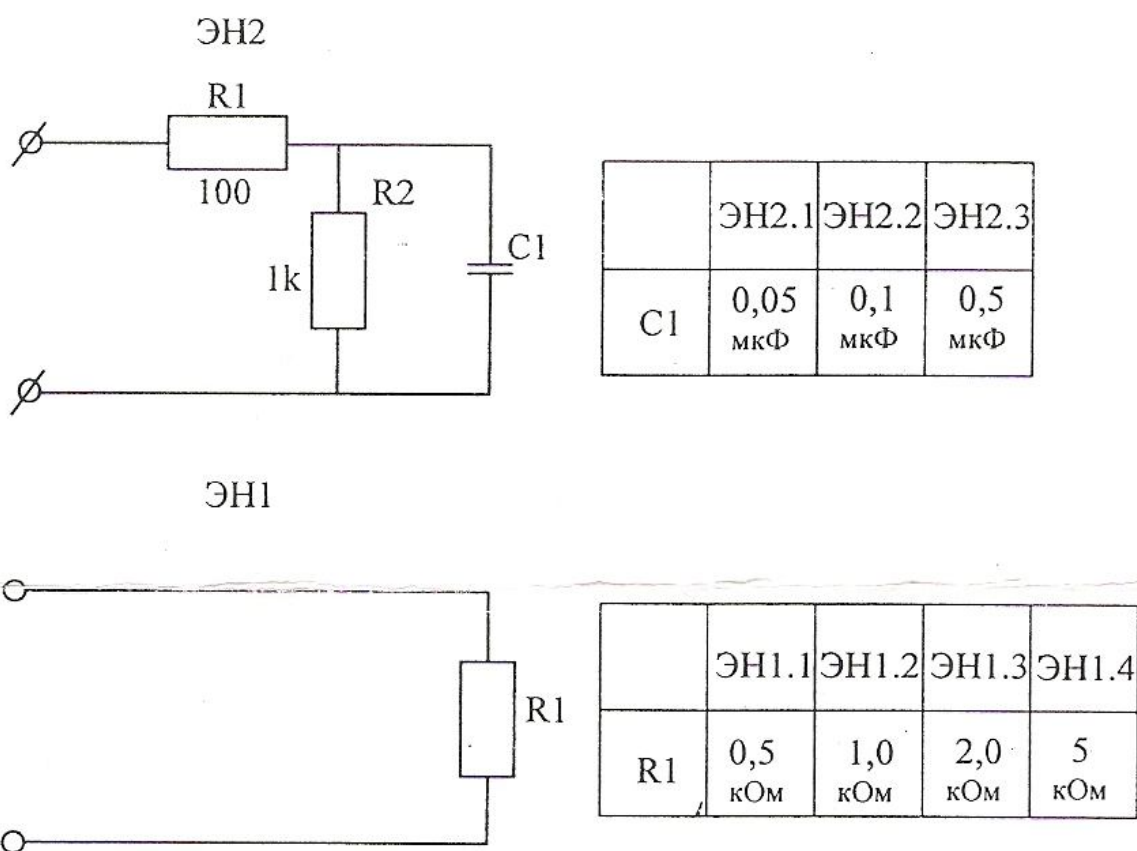 ЭН2
R1
100
R2
1k
C1
ЭН2.1 ЭН2.2 ЭН2.3
C1 0,05 мкФ 0,1 мкФ 0,5 мкФ
ЭН1
R1
ЭН1.1 ЭН1.2 ЭН1.3 ЭН1.4
R1 0,5 кОм 1,0 кОм 2,0 кОм 5 кОм